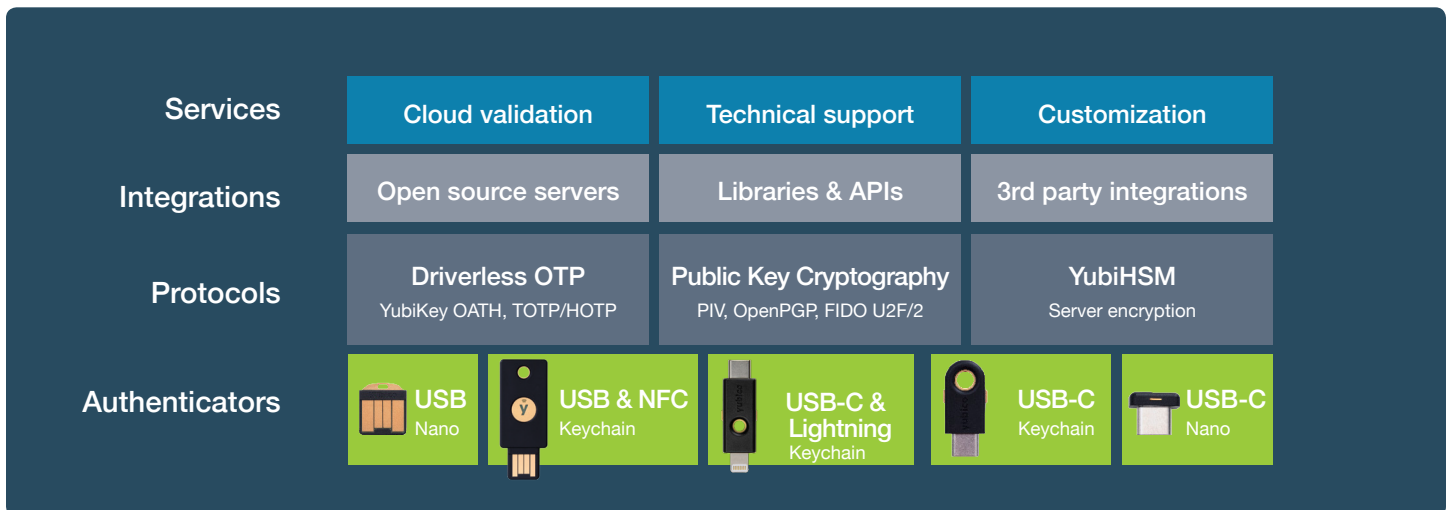 Services
Cloud validation
Technical support
Customization
Integrations
Open source servers
Libraries & APIs
3rd party integrations
Protocols
Driverless OTP
YubiKey OATH, TOTP/HOTP
Public Key Cryptography
PIV, OpenPGP, FIDO U2F/2
YubiHSM
Server encryption
Authenticators
USB
Nano
y
USB & NFC
Keychain
yubico
USB-C &
Lightning
Keychain
yubico
USB-C
Keychain
USB-C
Nano